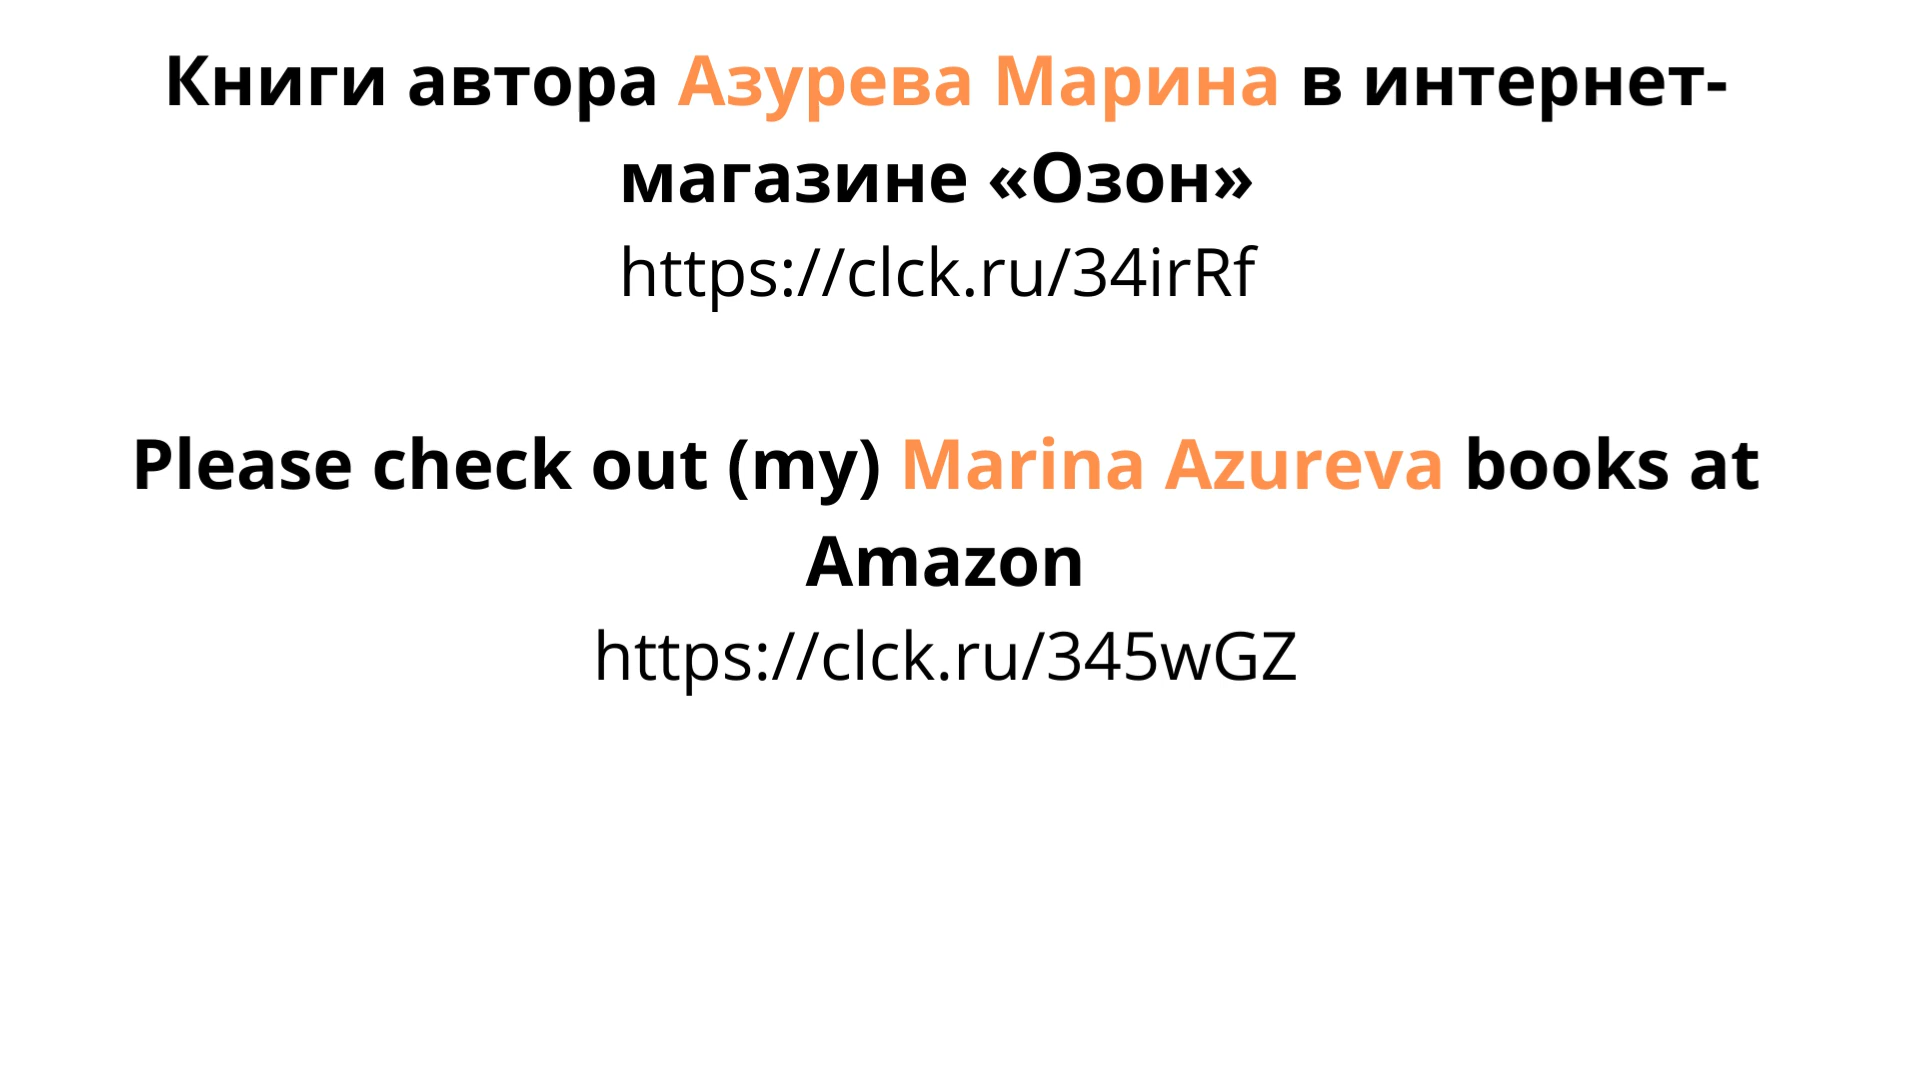 Книги автора Азурева Марина в интернет-
магазине «Озон»
https://clck.ru/34irRf
Please check out (my) Marina Azureva books at
Amazon
https://clck.ru/345wGZ